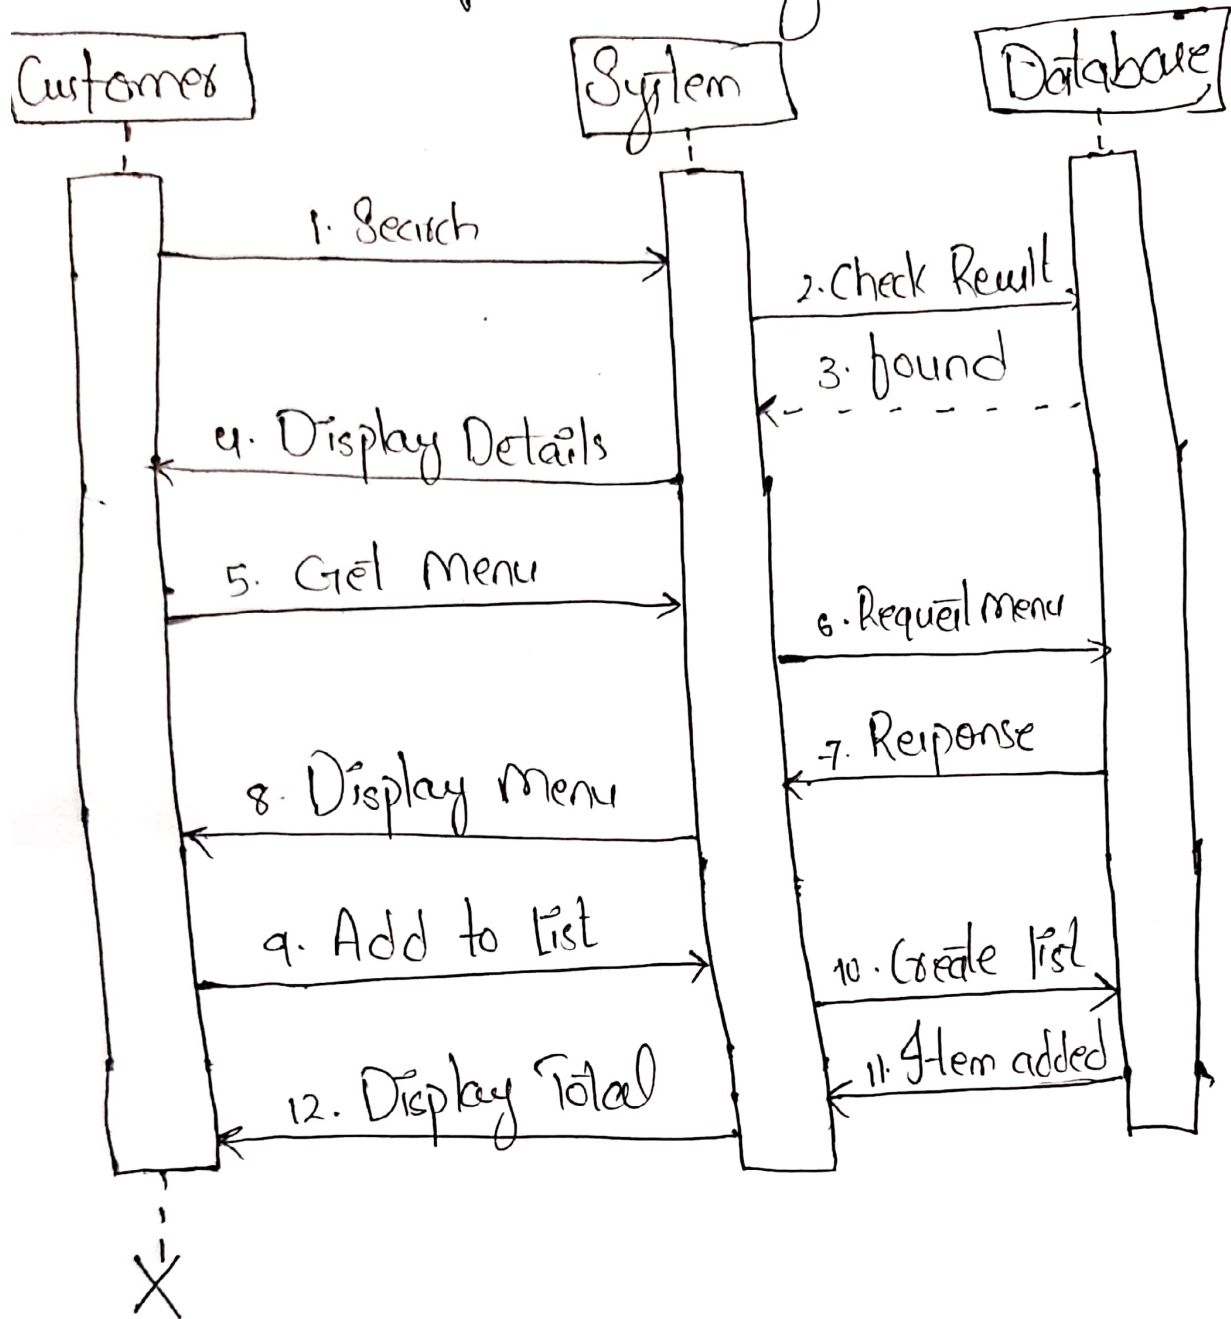 Customer
System
Database
1. Search
2. Check Result
3. found
4. Display Details
5. Get Menu
6. Request Menu
7. Response
8. Display Menu
9. Add to List
10. Create list
11. Item added
12. Display Total
X